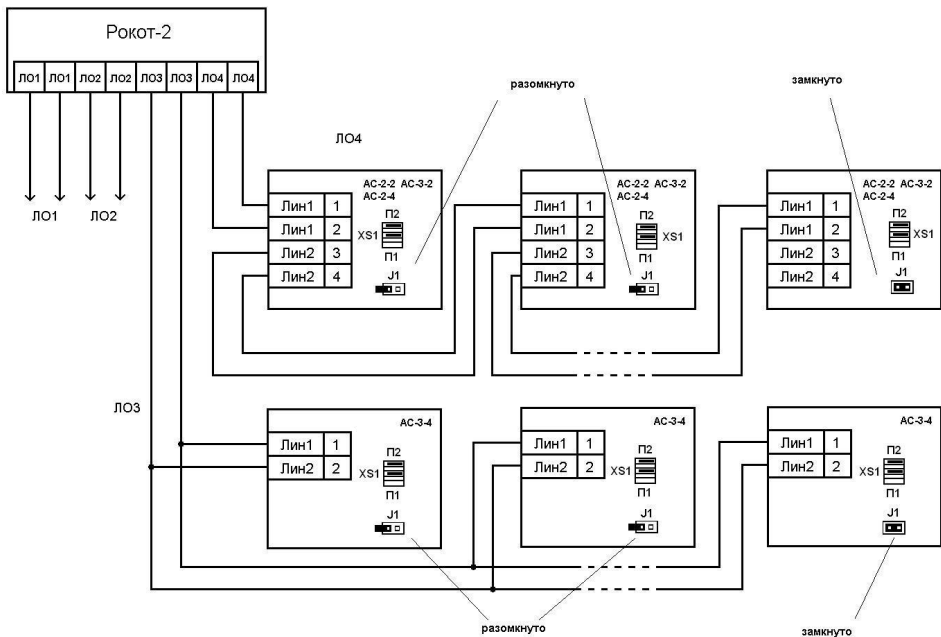 Рокот-2
ЛО1 ЛО1 ЛО2 ЛО2 ЛО3 ЛО3 ЛО4 ЛО4
разомкнуто
замкнуто
ЛО4
ЛО1 ЛО2
АС-2-2 АС-3-2
АС-2-4
Лин1 1
Лин1 2
Лин2 3
Лин2 4
П2
XS1
П1
J1
АС-2-2 АС-3-2
АС-2-4
Лин1 1
Лин1 2
Лин2 3
Лин2 4
П2
XS1
П1
J1
АС-2-2 АС-3-2
АС-2-4
Лин1 1
Лин1 2
Лин2 3
Лин2 4
П2
XS1
П1
J1
ЛО3
АС-3-4
Лин1 1
Лин2 2
П2
XS1
П1
J1
АС-3-4
Лин1 1
Лин2 2
П2
XS1
П1
J1
АС-3-4
Лин1 1
Лин2 2
П2
XS1
П1
J1
разомкнуто
замкнуто